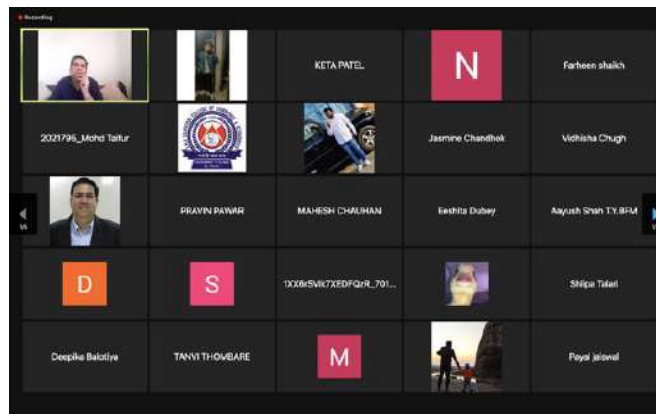 Recording
KETA PATEL
N
Farheen shaikh
2021796_Mohd Taifur
Jasmine Chandhok
Vidhisha Chugh
PRAVIN PAWAR
MAHESH CHAUHAN
Eeshita Dubey
Aayush Shah T.Y.BFM
D
S
Shilpa Talari
Deepika Balotiya
TANVI THOMBARE
M
Payal jaiswal